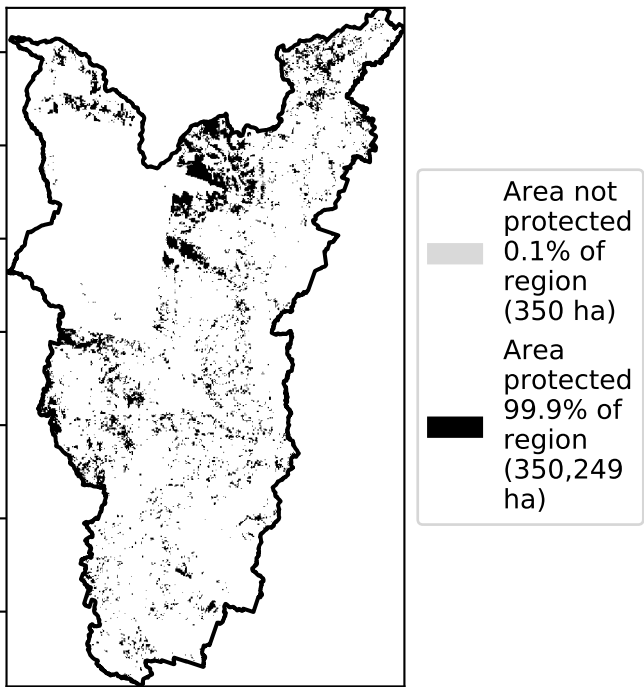 Area not
protected
0.1% of
region
(350 ha)
Area
protected
99.9% of
region
(350,249
ha)